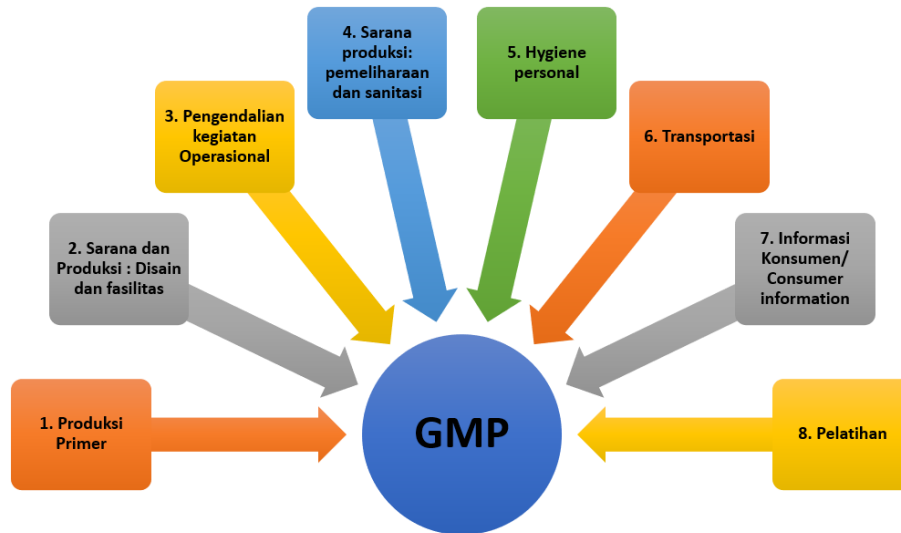 1. Produksi
Primer
2. Sarana dan
Produksi : Disain
dan fasilitas
3. Pengendalian
kegiatan
Operasional
4. Sarana
produksi:
pemeliharaan
dan sanitasi
5. Hygiene
personal
6. Transportasi
7. Informasi
Konsumen/
Consumer
information
8. Pelatihan
GMP